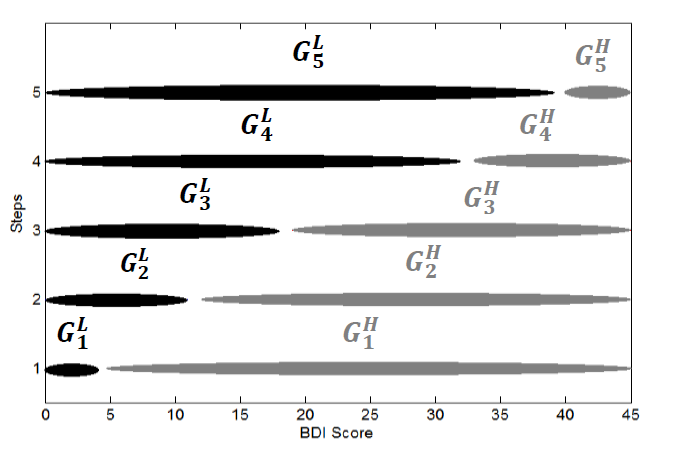 G₅ᴸ G₅ᴴ
5
G₄ᴸ G₄ᴴ
4
G₃ᴸ G₃ᴴ
3
G₂ᴸ G₂ᴴ
2
G₁ᴸ G₁ᴴ
1
Steps
0 5 10 15 20 25 30 35 40 45
BDI Score